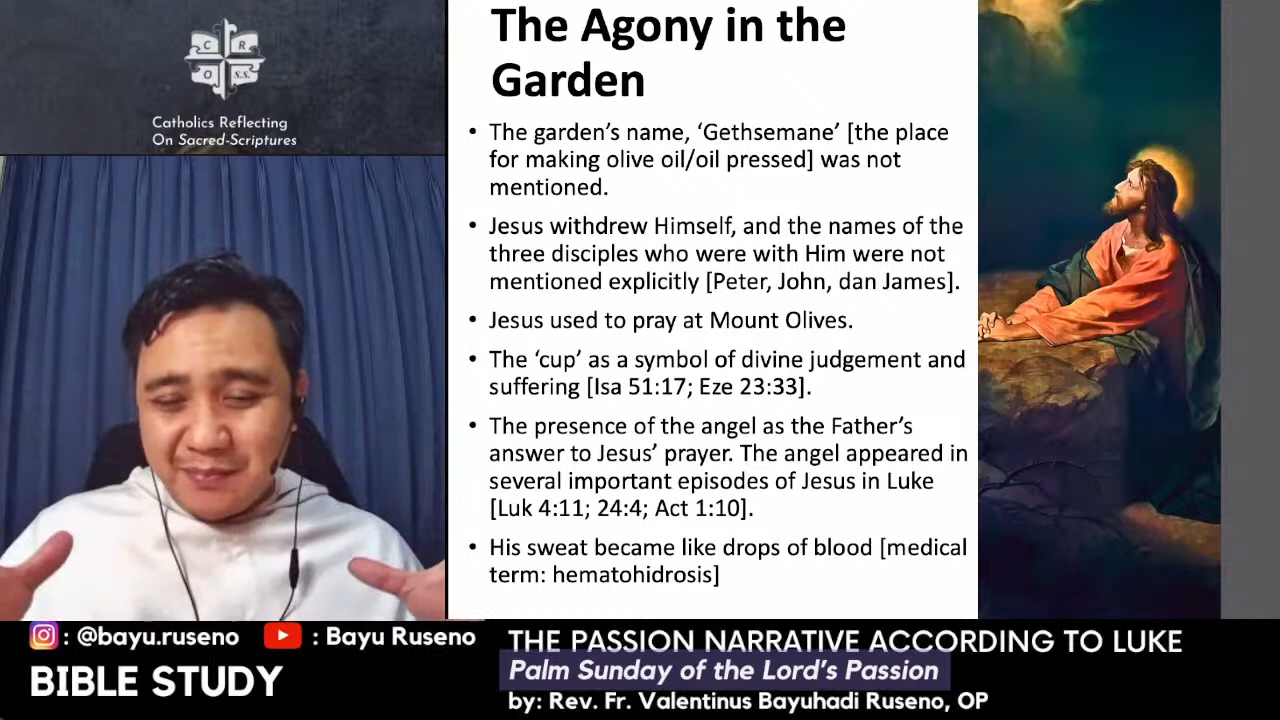 C R
O S.S.
Catholics Reflecting
On Sacred-Scriptures
The Agony in the
Garden
• The garden's name, 'Gethsemane' [the place
for making olive oil/oil pressed] was not
mentioned.
• Jesus withdrew Himself, and the names of the
three disciples who were with Him were not
mentioned explicitly [Peter, John, dan James].
• Jesus used to pray at Mount Olives.
• The 'cup' as a symbol of divine judgement and
suffering [Isa 51:17; Eze 23:33].
• The presence of the angel as the Father's
answer to Jesus' prayer. The angel appeared in
several important episodes of Jesus in Luke
[Luk 4:11; 24:4; Act 1:10].
• His sweat became like drops of blood [medical
term: hematohidrosis]
: @bayu.ruseno : Bayu Ruseno
BIBLE STUDY
THE PASSION NARRATIVE ACCORDING TO LUKE
Palm Sunday of the Lord's Passion
by: Rev. Fr. Valentinus Bayuhadi Ruseno, OP